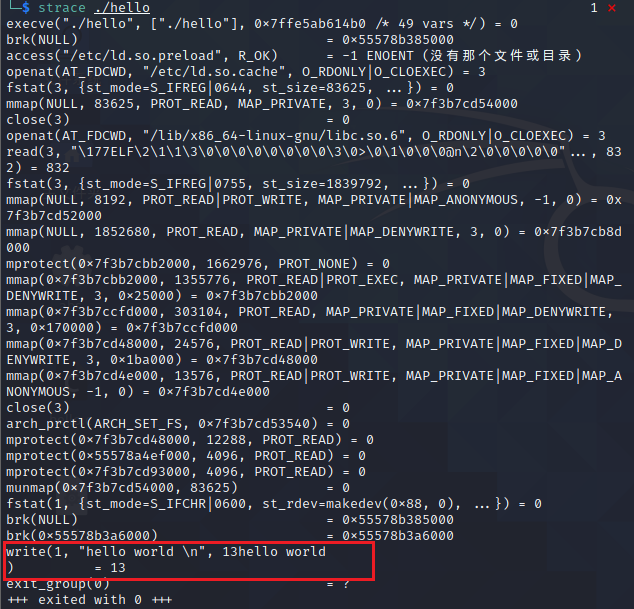 └─$ strace ./hello 1 ✕
execve("./hello", ["./hello"], 0×7ffe5ab614b0 /* 49 vars */) = 0
brk(NULL) = 0×55578b385000
access("/etc/ld.so.preload", R_OK) = -1 ENOENT (没有那个文件或目录)
openat(AT_FDCWD, "/etc/ld.so.cache", O_RDONLY|O_CLOEXEC) = 3
fstat(3, {st_mode=S_IFREG|0644, st_size=83625, ...}) = 0
mmap(NULL, 83625, PROT_READ, MAP_PRIVATE, 3, 0) = 0×7f3b7cd54000
close(3) = 0
openat(AT_FDCWD, "/lib/x86_64-linux-gnu/libc.so.6", O_RDONLY|O_CLOEXEC) = 3
read(3, "\177ELF\2\1\1\3\0\0\0\0\0\0\0\0\3\0>\0\1\0\0\0@n\2\0\0\0\0\0"..., 83
2) = 832
fstat(3, {st_mode=S_IFREG|0755, st_size=1839792, ...}) = 0
mmap(NULL, 8192, PROT_READ|PROT_WRITE, MAP_PRIVATE|MAP_ANONYMOUS, -1, 0) = 0x
7f3b7cd52000
mmap(NULL, 1852680, PROT_READ, MAP_PRIVATE|MAP_DENYWRITE, 3, 0) = 0×7f3b7cb8d
000
mprotect(0×7f3b7cbb2000, 1662976, PROT_NONE) = 0
mmap(0×7f3b7cbb2000, 1355776, PROT_READ|PROT_EXEC, MAP_PRIVATE|MAP_FIXED|MAP_
DENYWRITE, 3, 0×25000) = 0×7f3b7cbb2000
mmap(0×7f3b7ccfd000, 303104, PROT_READ, MAP_PRIVATE|MAP_FIXED|MAP_DENYWRITE,
3, 0×170000) = 0×7f3b7ccfd000
mmap(0×7f3b7cd48000, 24576, PROT_READ|PROT_WRITE, MAP_PRIVATE|MAP_FIXED|MAP_D
ENYWRITE, 3, 0×1ba000) = 0×7f3b7cd48000
mmap(0×7f3b7cd4e000, 13576, PROT_READ|PROT_WRITE, MAP_PRIVATE|MAP_FIXED|MAP_A
NONYMOUS, -1, 0) = 0×7f3b7cd4e000
close(3) = 0
arch_prctl(ARCH_SET_FS, 0×7f3b7cd53540) = 0
mprotect(0×7f3b7cd48000, 12288, PROT_READ) = 0
mprotect(0×55578a4ef000, 4096, PROT_READ) = 0
mprotect(0×7f3b7cd93000, 4096, PROT_READ) = 0
munmap(0×7f3b7cd54000, 83625) = 0
fstat(1, {st_mode=S_IFCHR|0600, st_rdev=makedev(0×88, 0), ...}) = 0
brk(NULL) = 0×55578b385000
brk(0×55578b3a6000) = 0×55578b3a6000
write(1, "hello world \n", 13hello world
) = 13
exit_group(0) = ?
+++ exited with 0 +++